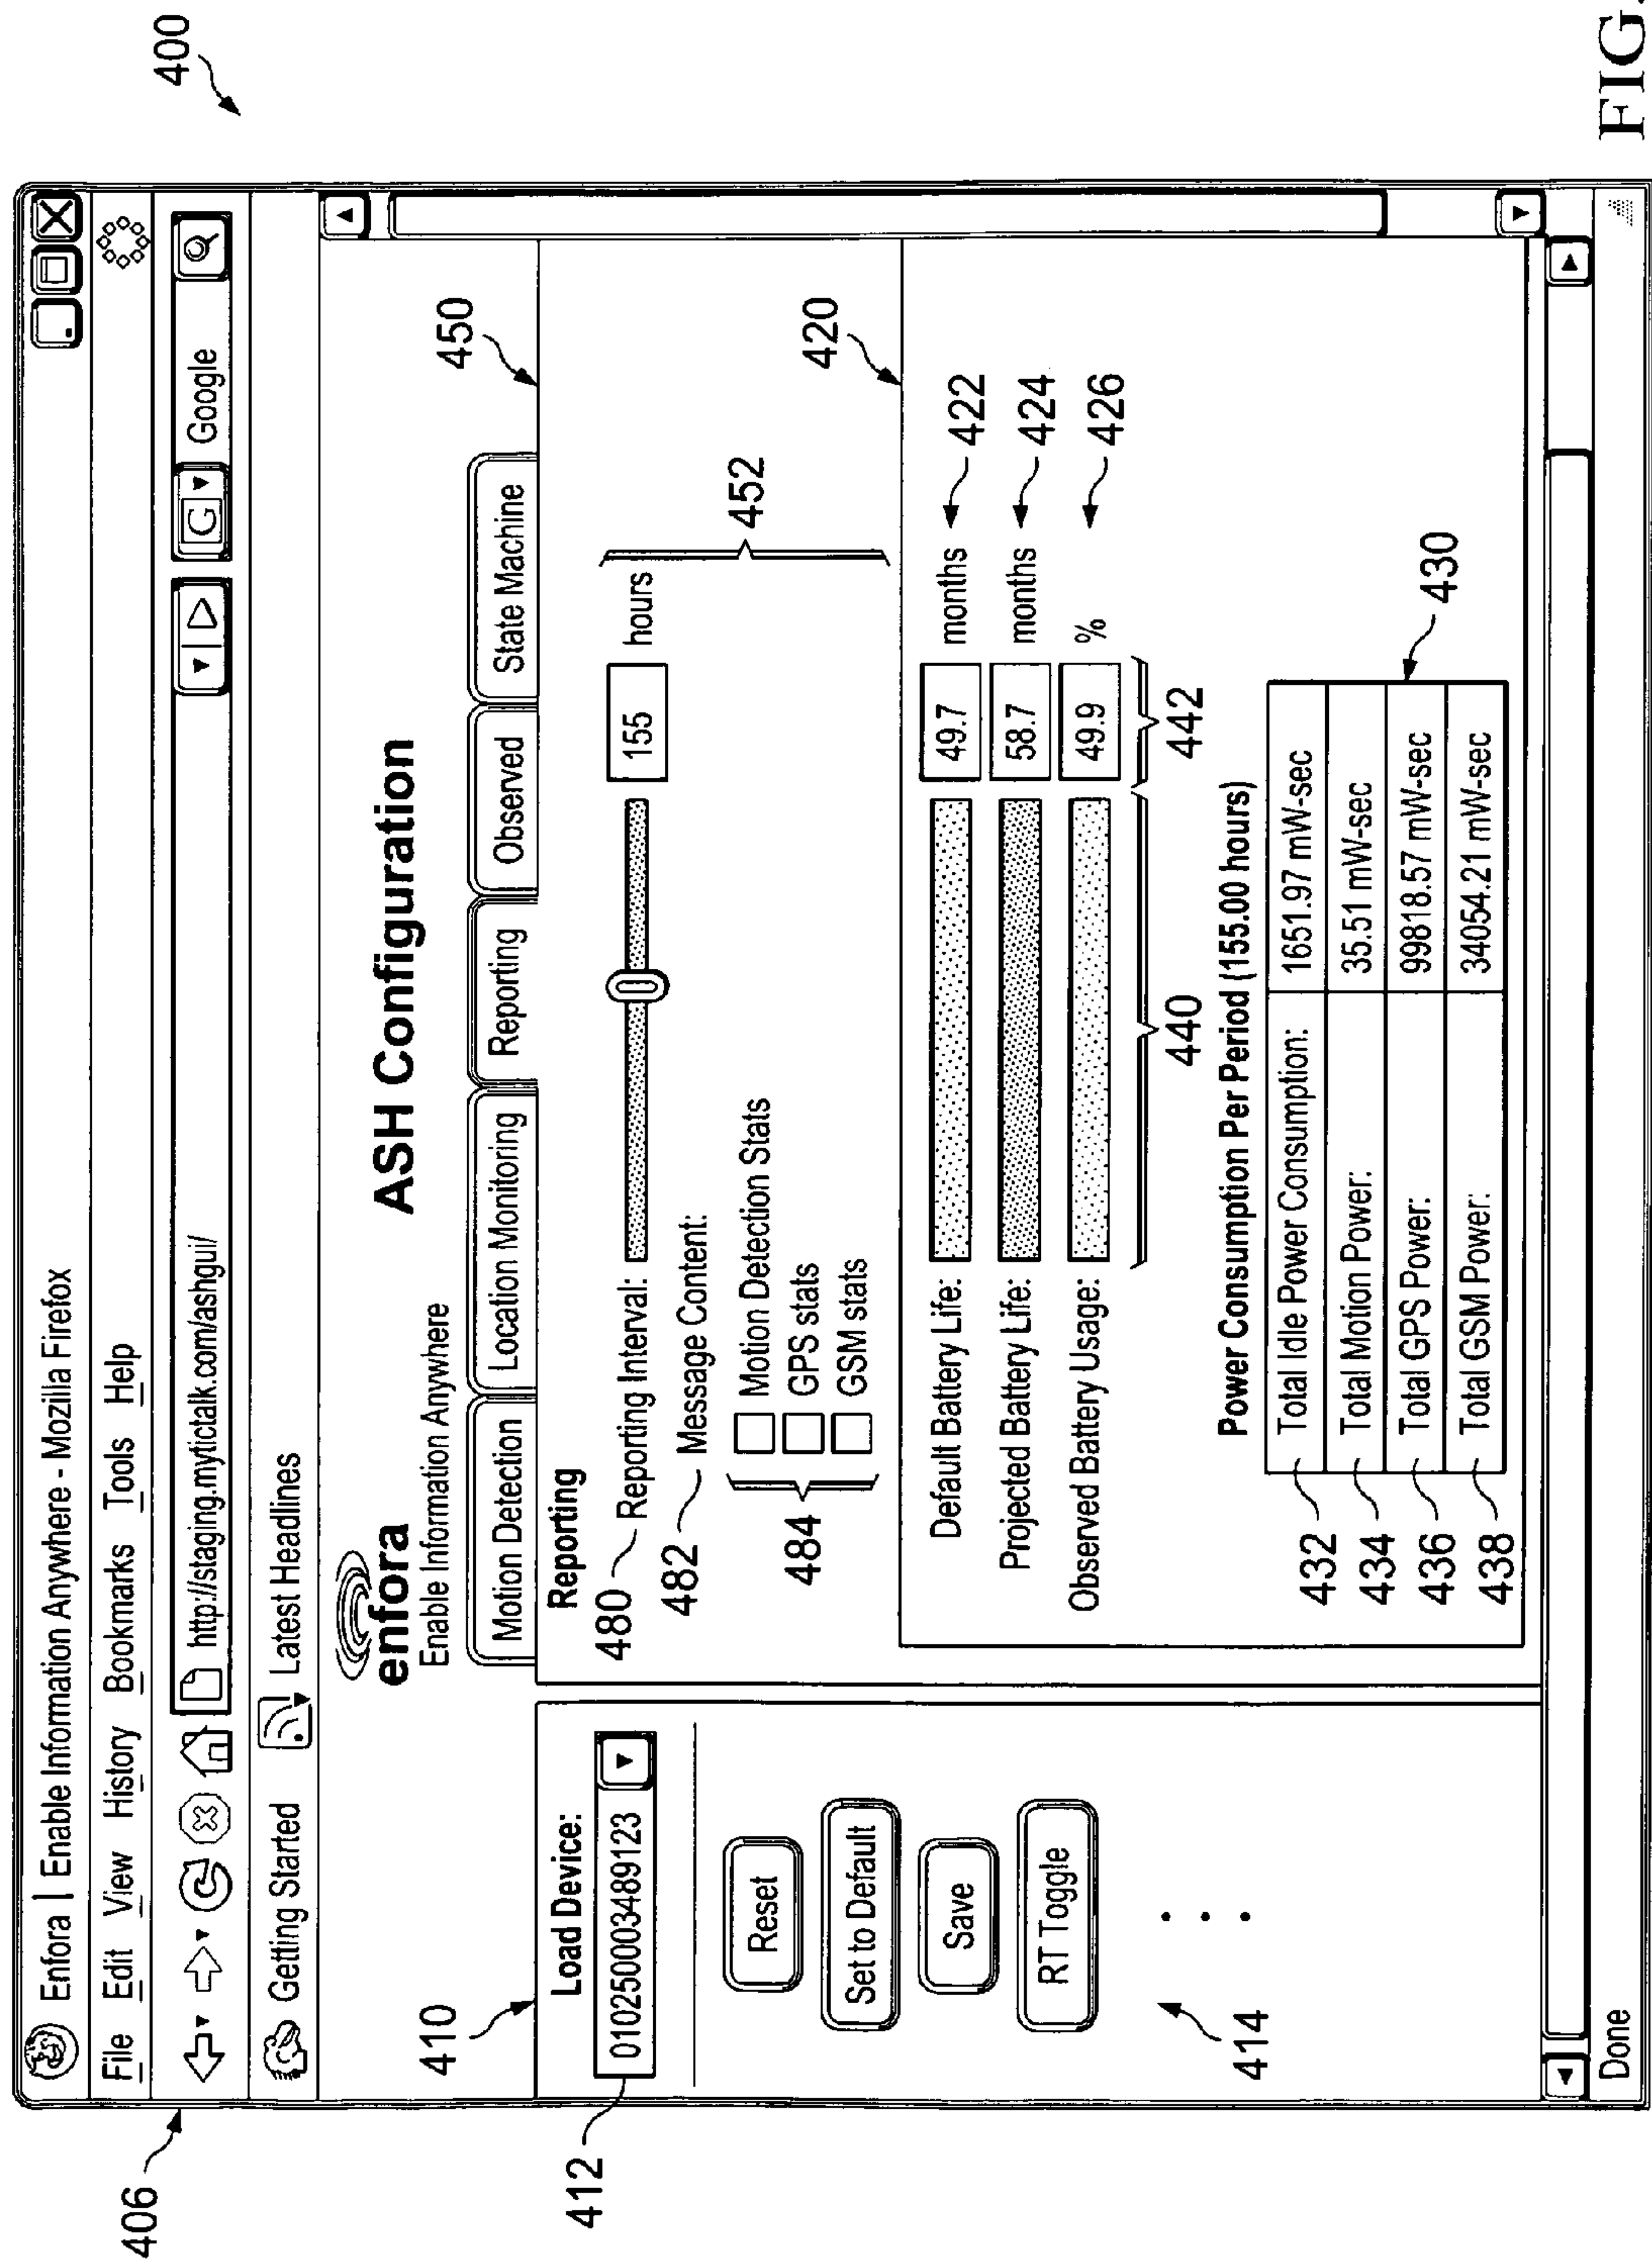 400
406
Enfora | Enable Information Anywhere - Mozilla Firefox
File Edit View History Bookmarks Tools Help
http://staging.mytictalk.com/ashgui/
G Google
Getting Started Latest Headlines
enfora
Enable Information Anywhere
ASH Configuration
410
450
Motion Detection Location Monitoring Reporting Observed State Machine
412
Load Device:
010250003489123
Reset
Set to Default
Save
RT Toggle
414
Reporting
480 Reporting Interval: 155 hours
482 Message Content:
Motion Detection Stats
GPS stats
GSM stats
484
452
420
Default Battery Life: 49.7 months 422
Projected Battery Life: 58.7 months 424
Observed Battery Usage: 49.9 % 426
440 442
Power Consumption Per Period (155.00 hours)
430
432 Total Idle Power Consumption: 1651.97 mW-sec
434 Total Motion Power: 35.51 mW-sec
436 Total GPS Power: 99818.57 mW-sec
438 Total GSM Power: 34054.21 mW-sec
Done
FIG.